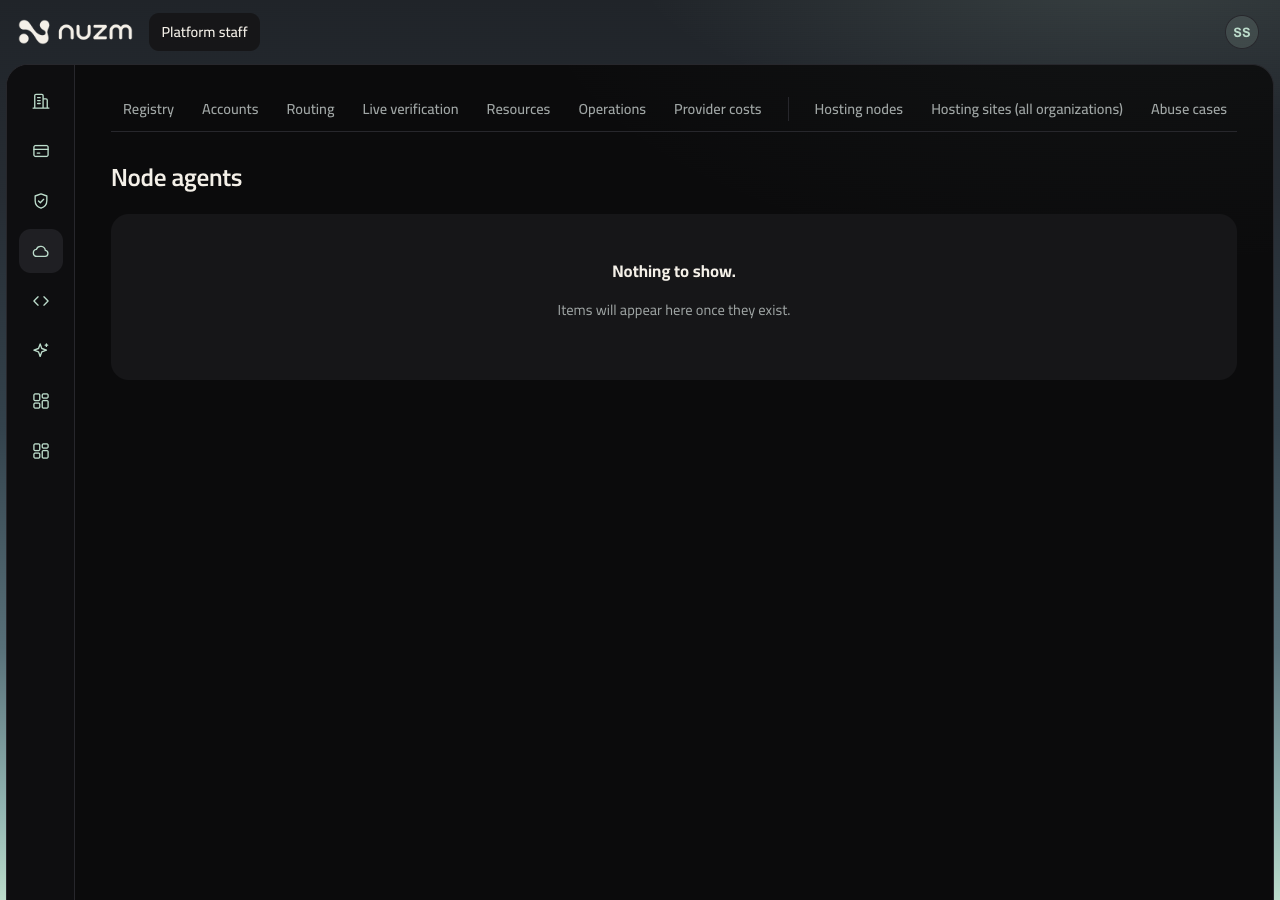 nuzm
Platform staff
SS
Registry
Accounts
Routing
Live verification
Resources
Operations
Provider costs
Hosting nodes
Hosting sites (all organizations)
Abuse cases
Node agents
Nothing to show.
Items will appear here once they exist.